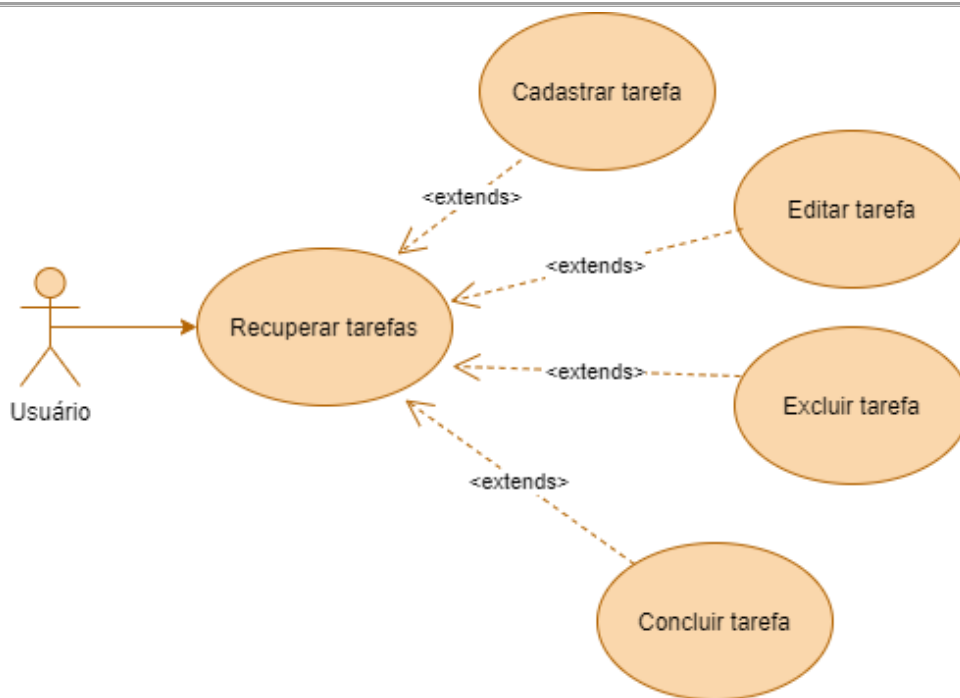 Cadastrar tarefa
<extends>
Editar tarefa
<extends>
Recuperar tarefas
<extends>
Excluir tarefa
Usuário
<extends>
Concluir tarefa